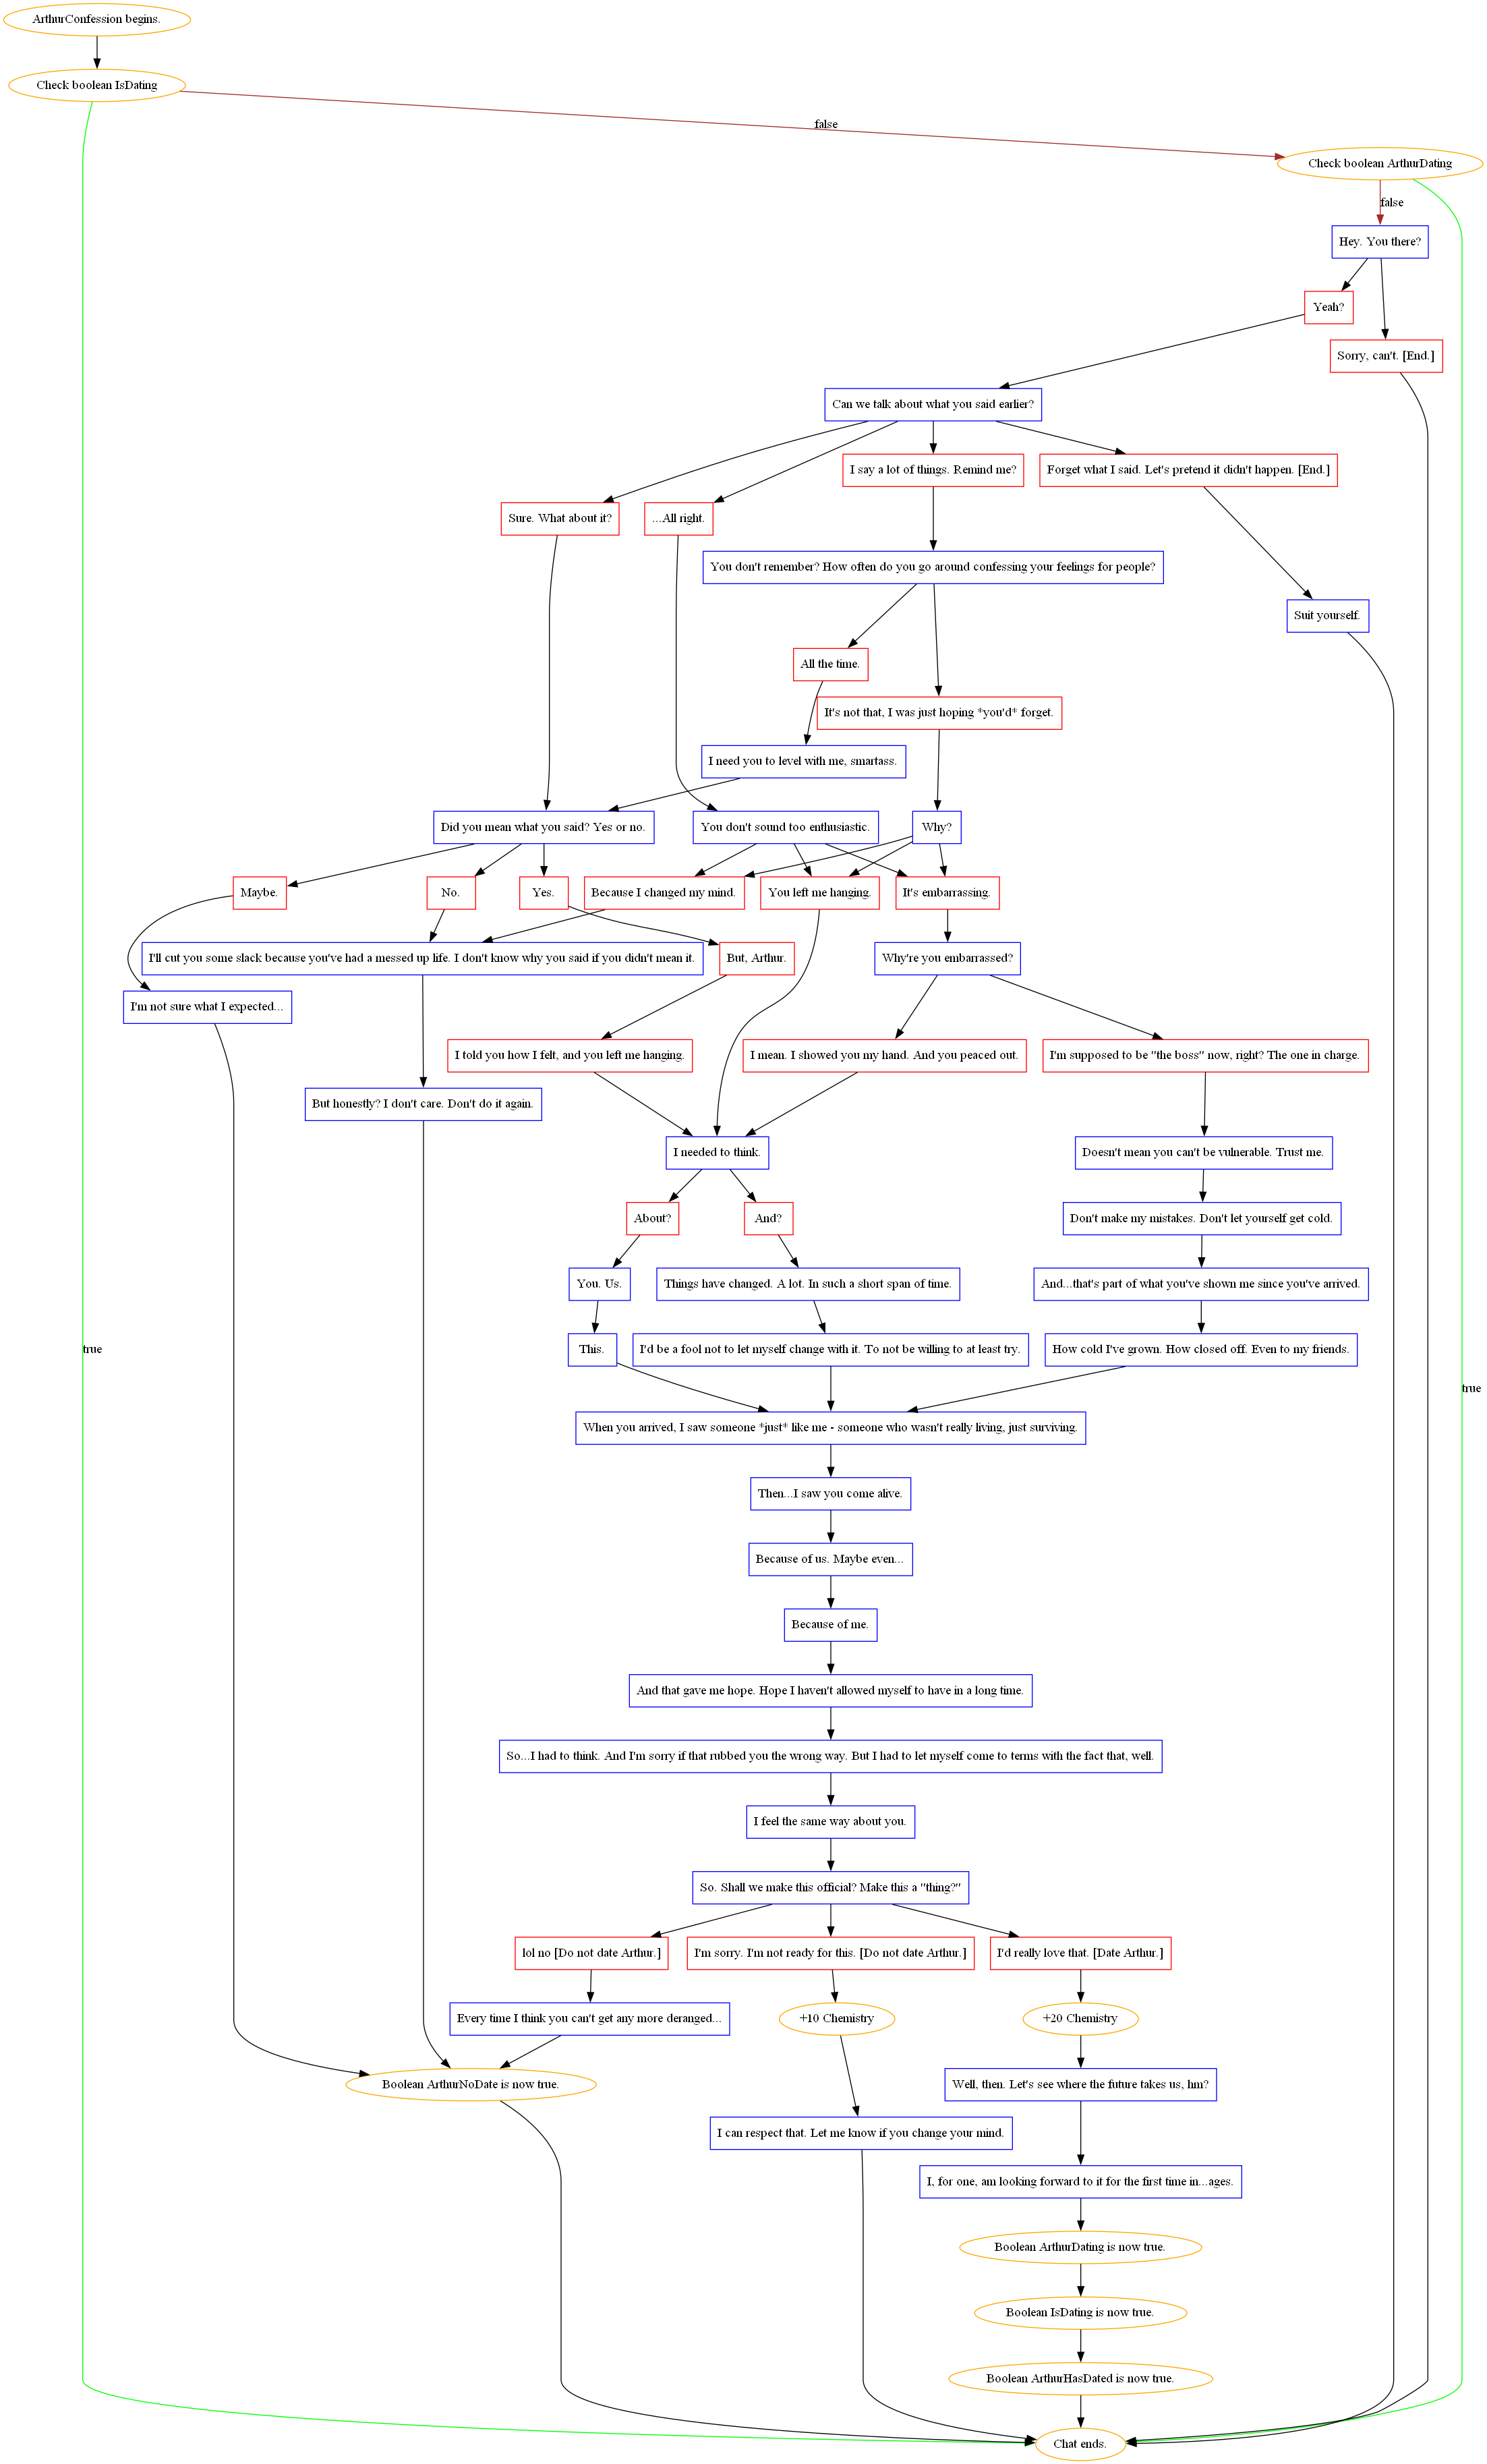 ArthurConfession begins.
Check boolean IsDating
false
Check boolean ArthurDating
false
Hey. You there?
Yeah?
Sorry, can't. [End.]
Can we talk about what you said earlier?
I say a lot of things. Remind me?
Forget what I said. Let's pretend it didn't happen. [End.]
Sure. What about it?
...All right.
You don't remember? How often do you go around confessing your feelings for people?
Suit yourself.
All the time.
It's not that, I was just hoping *you'd* forget.
I need you to level with me, smartass.
Did you mean what you said? Yes or no.
You don't sound too enthusiastic.
Why?
Maybe.
No.
Yes.
Because I changed my mind.
You left me hanging.
It's embarrassing.
I'll cut you some slack because you've had a messed up life. I don't know why you said if you didn't mean it.
But, Arthur.
Why're you embarrassed?
I'm not sure what I expected...
I told you how I felt, and you left me hanging.
I mean. I showed you my hand. And you peaced out.
I'm supposed to be "the boss" now, right? The one in charge.
But honestly? I don't care. Don't do it again.
I needed to think.
Doesn't mean you can't be vulnerable. Trust me.
About?
And?
Don't make my mistakes. Don't let yourself get cold.
You. Us.
Things have changed. A lot. In such a short span of time.
And...that's part of what you've shown me since you've arrived.
true
This.
I'd be a fool not to let myself change with it. To not be willing to at least try.
How cold I've grown. How closed off. Even to my friends.
true
When you arrived, I saw someone *just* like me - someone who wasn't really living, just surviving.
Then...I saw you come alive.
Because of us. Maybe even...
Because of me.
And that gave me hope. Hope I haven't allowed myself to have in a long time.
So...I had to think. And I'm sorry if that rubbed you the wrong way. But I had to let myself come to terms with the fact that, well.
I feel the same way about you.
So. Shall we make this official? Make this a "thing?"
lol no [Do not date Arthur.]
I'm sorry. I'm not ready for this. [Do not date Arthur.]
I'd really love that. [Date Arthur.]
Every time I think you can't get any more deranged...
+10 Chemistry
+20 Chemistry
Boolean ArthurNoDate is now true.
Well, then. Let's see where the future takes us, hm?
I can respect that. Let me know if you change your mind.
I, for one, am looking forward to it for the first time in...ages.
Boolean ArthurDating is now true.
Boolean IsDating is now true.
Boolean ArthurHasDated is now true.
Chat ends.